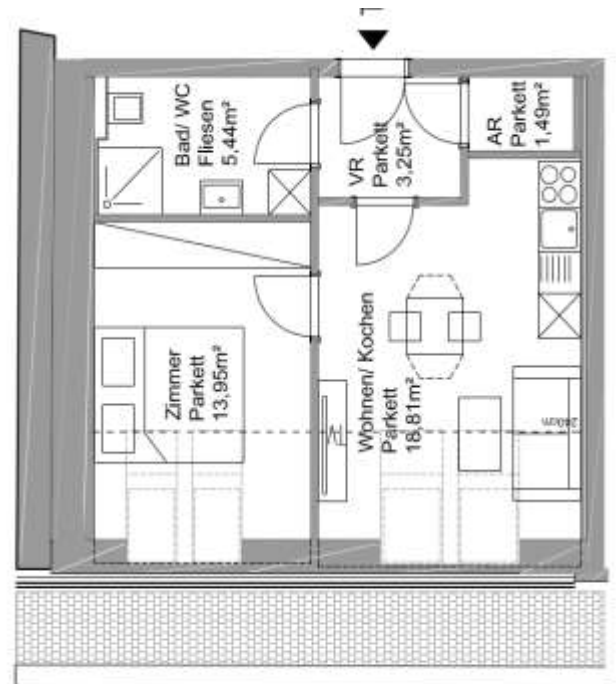 Bad/ WC
Fliesen
5,44m²
VR
Parkett
3,25m²
AR
Parkett
1,49m²
Zimmer
Parkett
13,95m²
Wohnen/ Kochen
Parkett
18,81m²
240cm